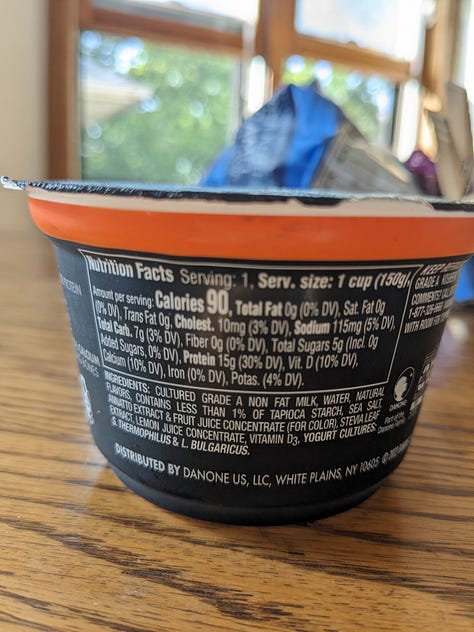 Nutrition Facts Serving: 1, Serv. size: 1 cup (150g),
Amount per serving: Calories 90, Total Fat 0g (0% DV), Sat. Fat 0g
(0% DV), Trans Fat 0g, Cholest. 10mg (3% DV), Sodium 115mg (5% DV),
Total Carb. 7g (3% DV), Fiber 0g (0% DV), Total Sugars 5g (Incl. 0g
Added Sugars, 0% DV), Protein 15g (30% DV), Vit. D (10% DV),
Calcium (10% DV), Iron (0% DV), Potas. (4% DV).
INGREDIENTS: CULTURED GRADE A NON FAT MILK, WATER, NATURAL
FLAVORS, CONTAINS LESS THAN 1% OF TAPIOCA STARCH, SEA SALT,
ANNATTO EXTRACT & FRUIT JUICE CONCENTRATE (FOR COLOR), STEVIA LEAF
EXTRACT, LEMON JUICE CONCENTRATE, VITAMIN D3. YOGURT CULTURES:
S. THERMOPHILUS & L. BULGARICUS.
DISTRIBUTED BY DANONE US, LLC, WHITE PLAINS, NY 10605
PROTEIN
CALCIUM
BONES
KEEP
GRADE A
COMMENTS?